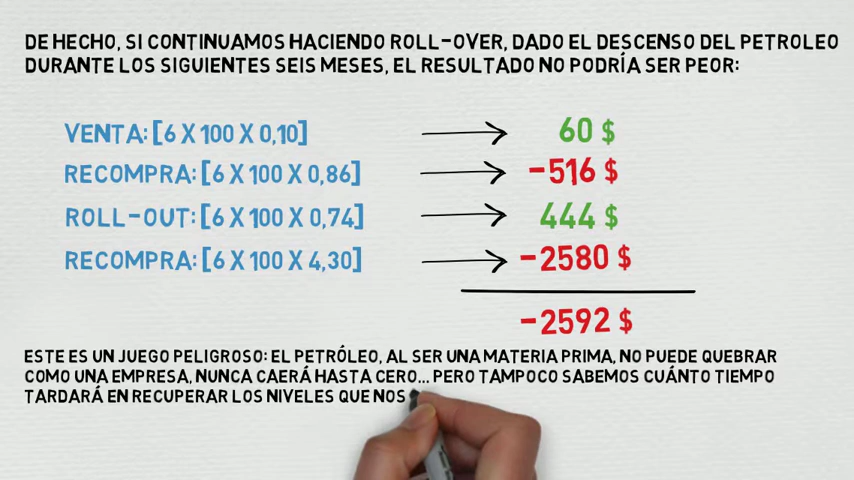 DE HECHO, SI CONTINUAMOS HACIENDO ROLL-OVER, DADO EL DESCENSO DEL PETROLEO
DURANTE LOS SIGUIENTES SEIS MESES, EL RESULTADO NO PODRÍA SER PEOR:
VENTA: [6 X 100 X 0,10] 60 $
RECOMPRA: [6 X 100 X 0,86] -516 $
ROLL-OUT: [6 X 100 X 0,74] 444 $
RECOMPRA: [6 X 100 X 4,30] -2580 $
-2592 $
ESTE ES UN JUEGO PELIGROSO: EL PETRÓLEO, AL SER UNA MATERIA PRIMA, NO PUEDE QUEBRAR
COMO UNA EMPRESA, NUNCA CAERÁ HASTA CERO... PERO TAMPOCO SABEMOS CUÁNTO TIEMPO
TARDARÁ EN RECUPERAR LOS NIVELES QUE NOS